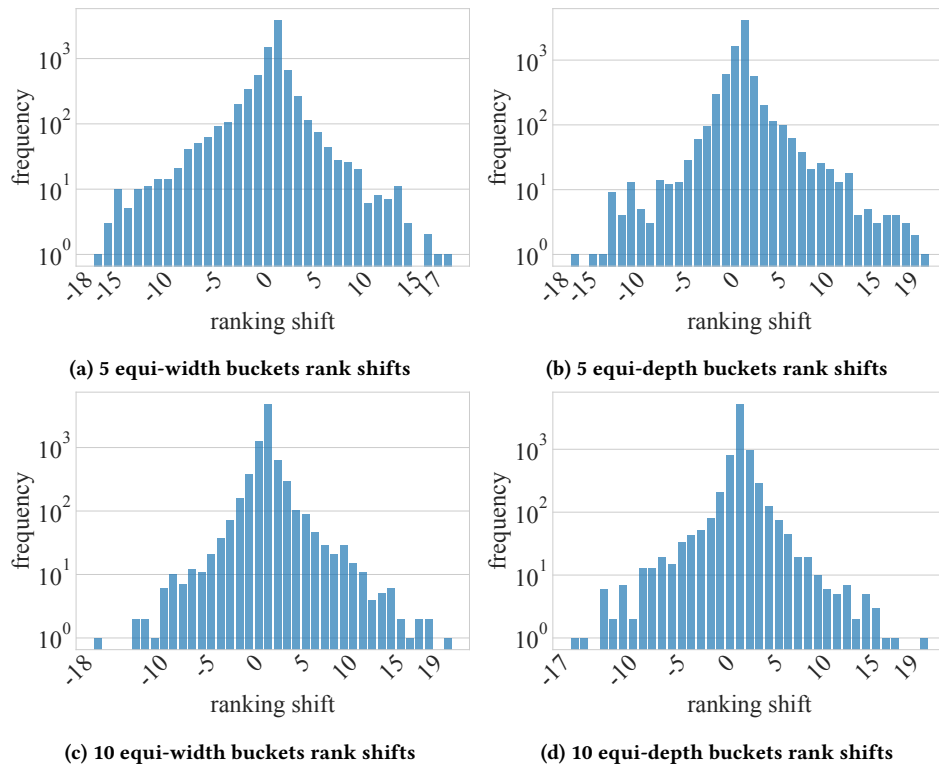 frequency
10^3
10^2
10^1
10^0
-18 -15 -10 -5 0 5 10 15 17
ranking shift
(a) 5 equi-width buckets rank shifts
frequency
10^3
10^2
10^1
10^0
-18 -15 -10 -5 0 5 10 15 19
ranking shift
(b) 5 equi-depth buckets rank shifts
frequency
10^3
10^2
10^1
10^0
-18 -10 -5 0 5 10 15 19
ranking shift
(c) 10 equi-width buckets rank shifts
frequency
10^3
10^2
10^1
10^0
-17 -10 -5 0 5 10 15 19
ranking shift
(d) 10 equi-depth buckets rank shifts